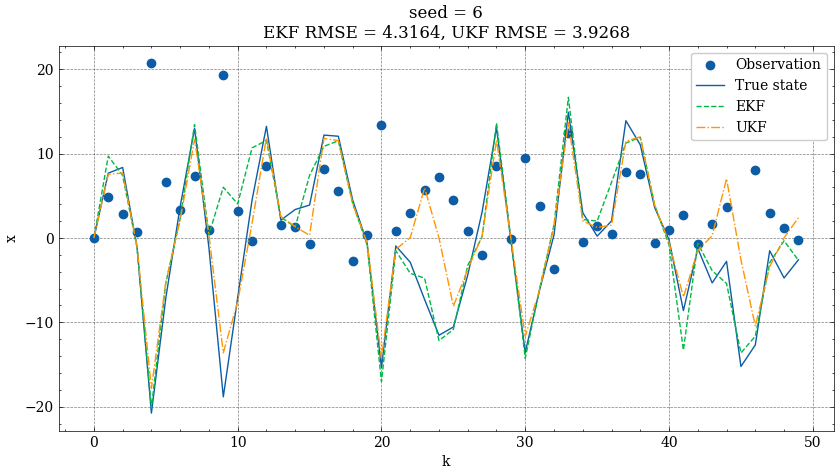 seed = 6
EKF RMSE = 4.3164, UKF RMSE = 3.9268
Observation
True state
EKF
UKF
20
10
0
−10
−20
x
0 10 20 30 40 50
k